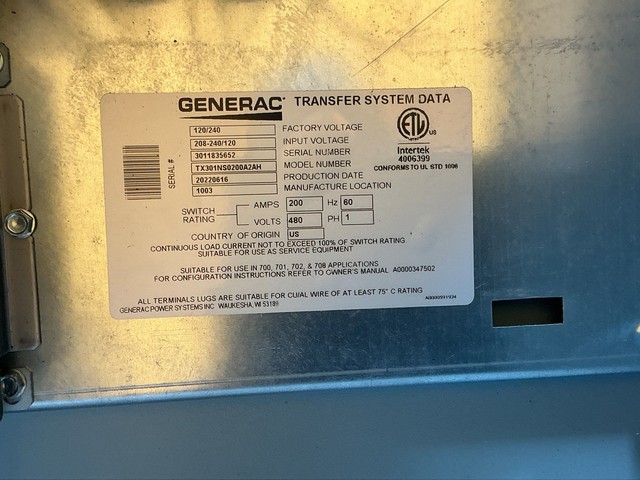 GENERAC TRANSFER SYSTEM DATA
120/240 FACTORY VOLTAGE
208-240/120 INPUT VOLTAGE
3011835652 SERIAL NUMBER
TX301NS0200A2AH MODEL NUMBER
20220616 PRODUCTION DATE
1003 MANUFACTURE LOCATION
SERIAL #:
ETL US
Intertek
4006399
CONFORMS TO UL STD 1008
SWITCH RATING
AMPS 200 Hz 60
VOLTS 480 PH 1
COUNTRY OF ORIGIN US
CONTINUOUS LOAD CURRENT NOT TO EXCEED 100% OF SWITCH RATING
SUITABLE FOR USE AS SERVICE EQUIPMENT
SUITABLE FOR USE IN 700, 701, 702, & 708 APPLICATIONS
FOR CONFIGURATION INSTRUCTIONS REFER TO OWNER'S MANUAL A0000347502
ALL TERMINALS LUGS ARE SUITABLE FOR CU/AL WIRE OF AT LEAST 75° C RATING
GENERAC POWER SYSTEMS INC WAUKESHA, WI 53189